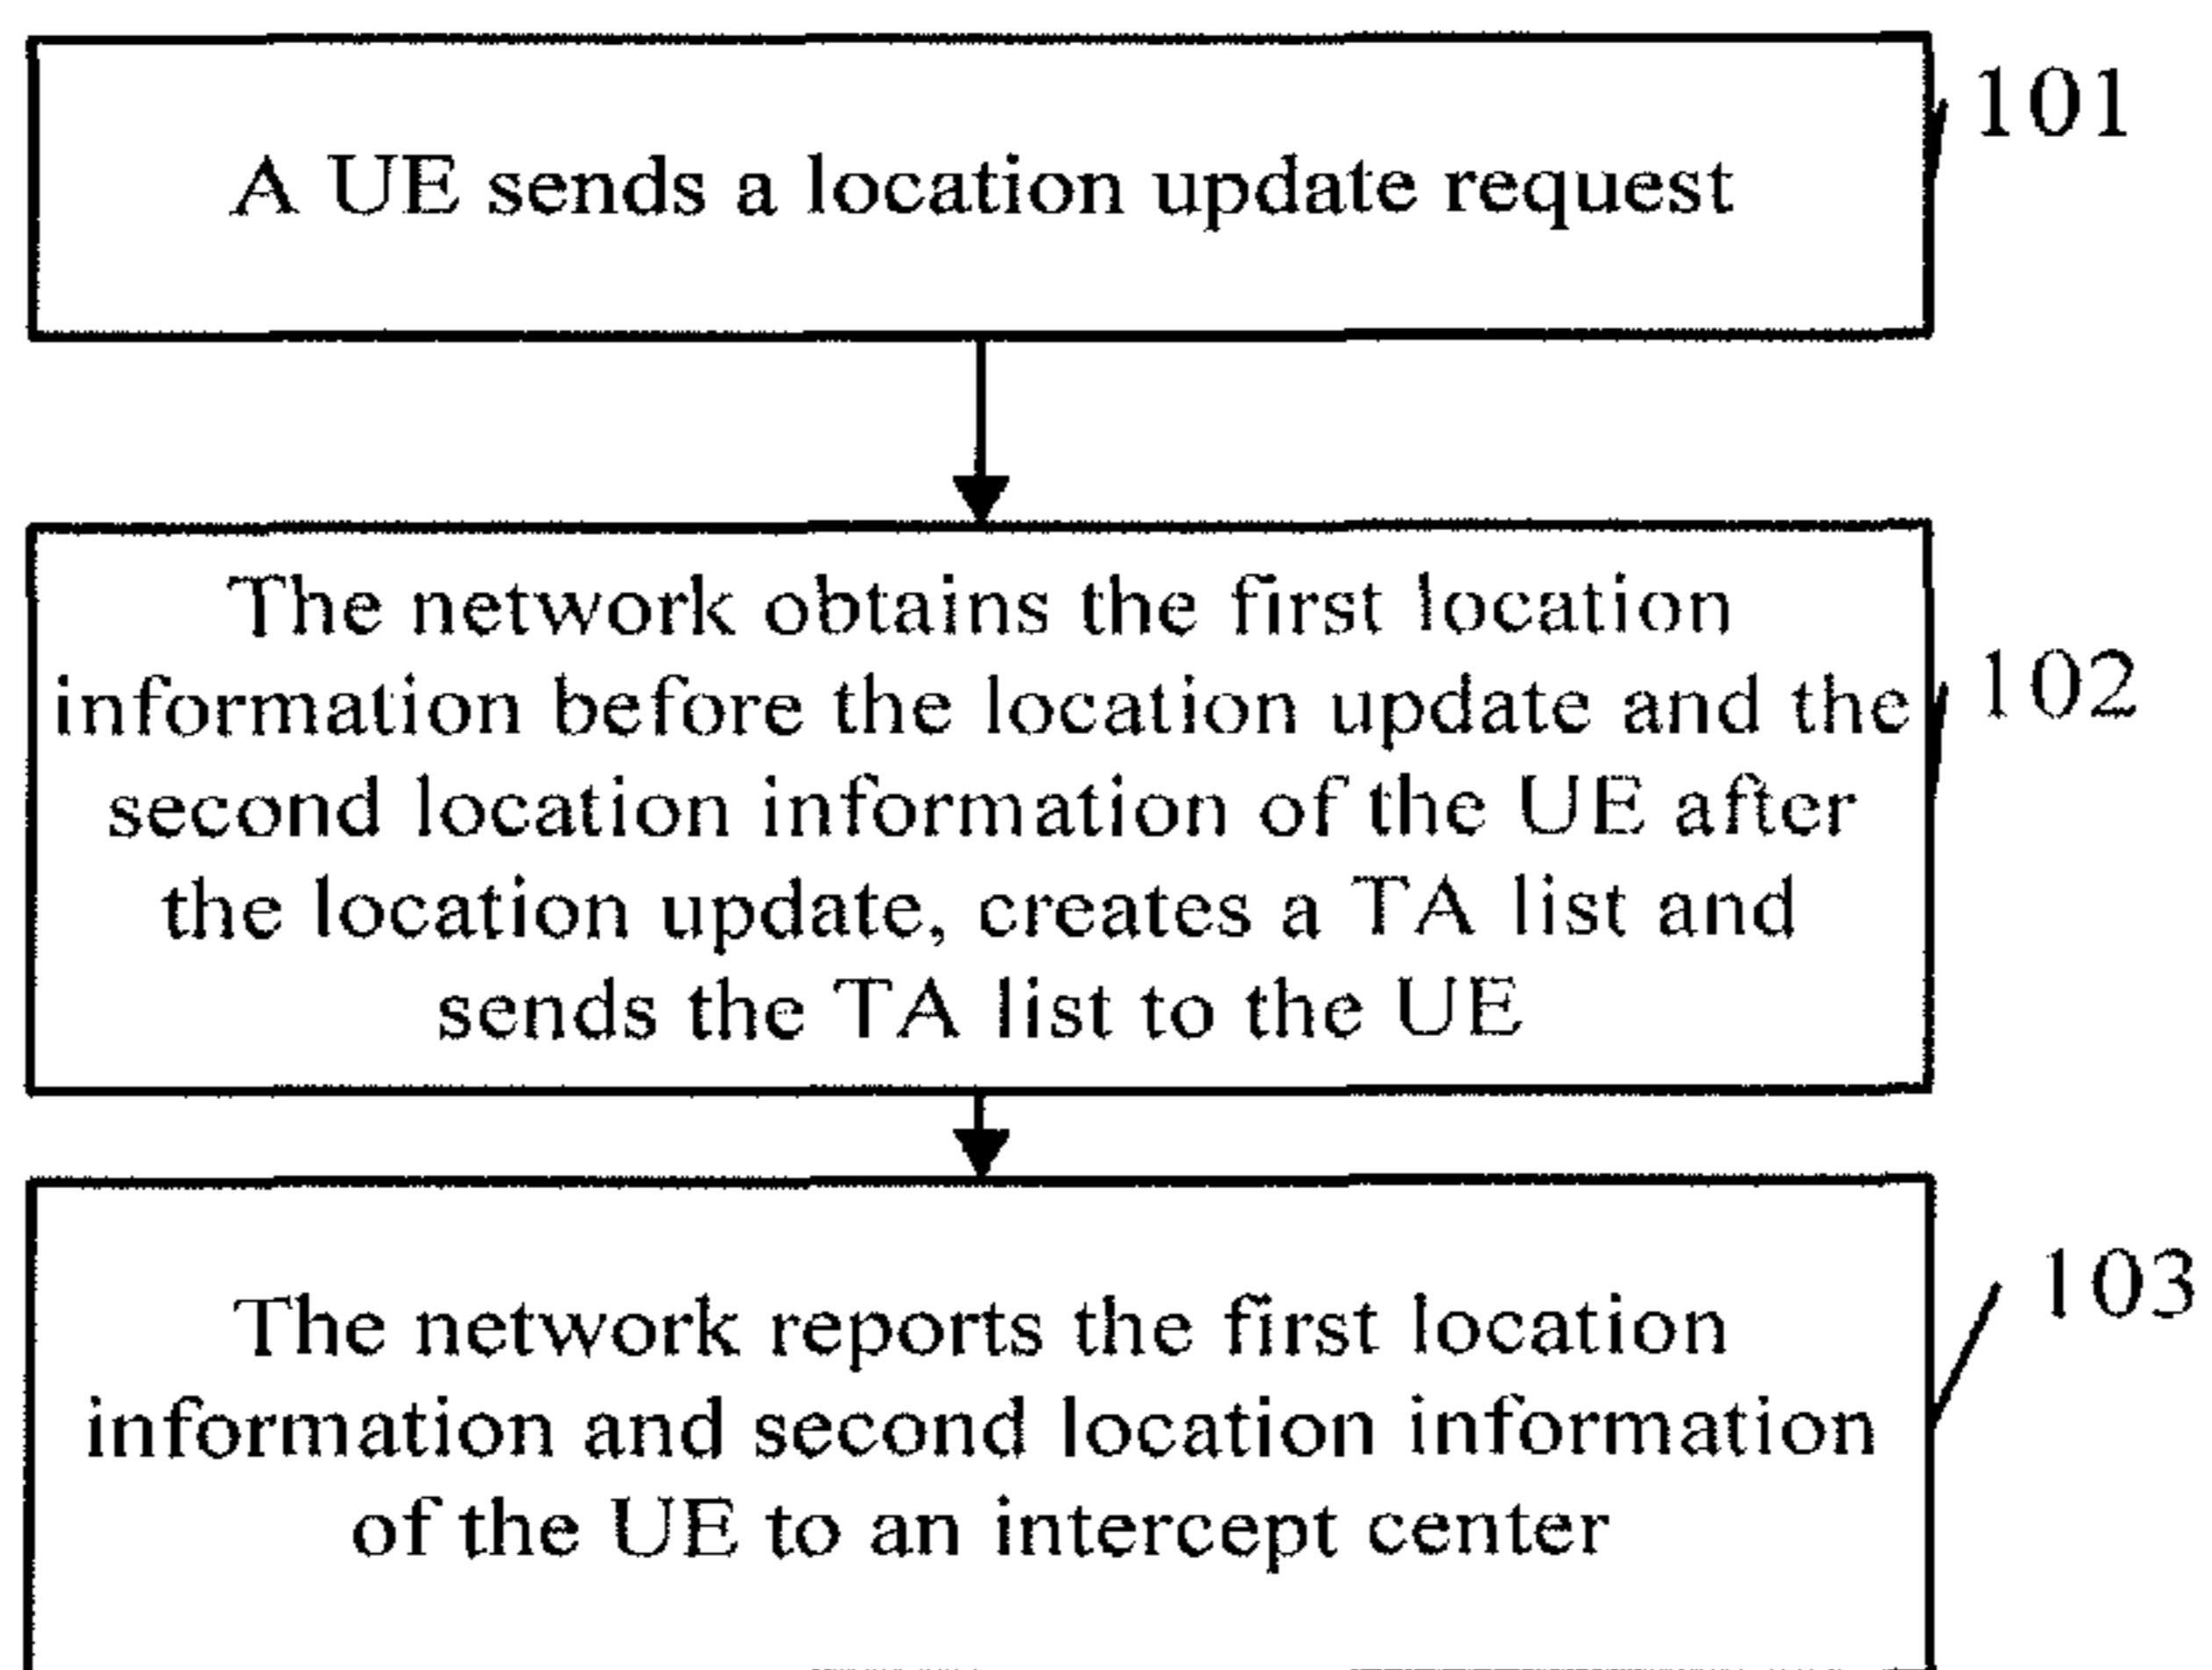 A UE sends a location update request
101
The network obtains the first location
information before the location update and the
second location information of the UE after
the location update, creates a TA list and
sends the TA list to the UE
102
The network reports the first location
information and second location information
of the UE to an intercept center
103